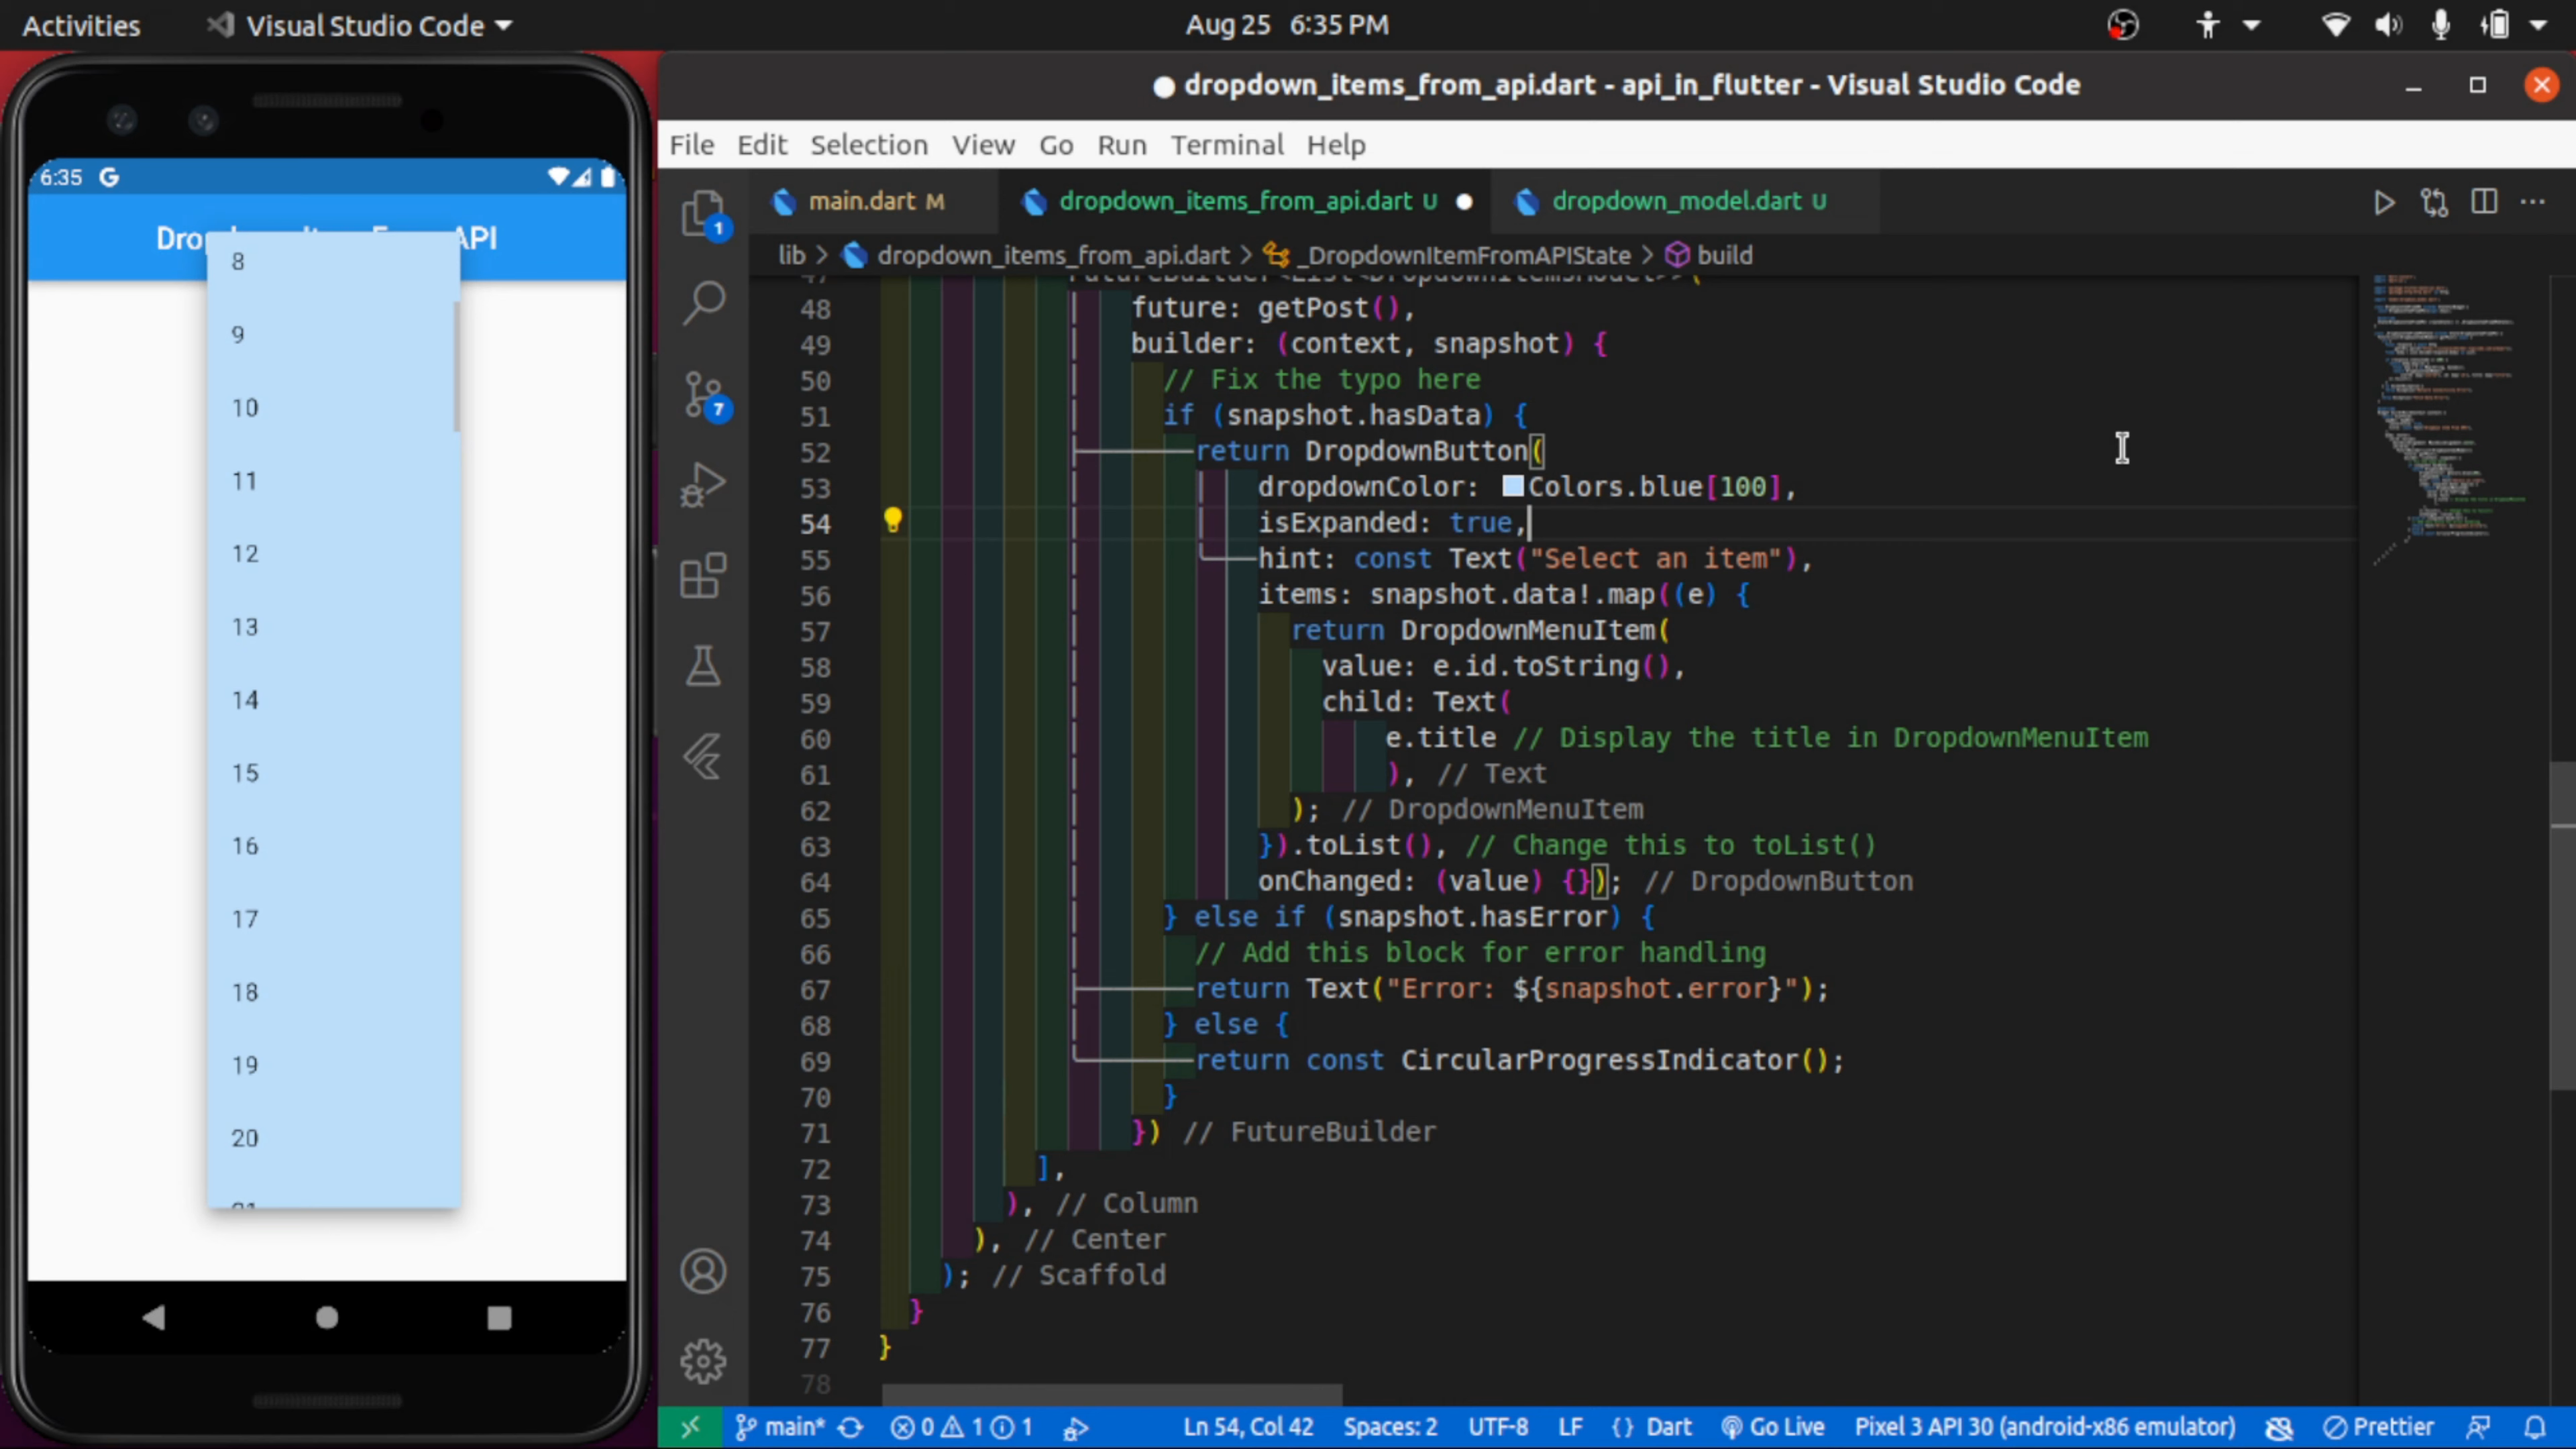 Activities
Visual Studio Code
Aug 25 6:35 PM
6:35
8
9
10
11
12
13
14
15
16
17
18
19
20
dropdown_items_from_api.dart - api_in_flutter - Visual Studio Code
File Edit Selection View Go Run Terminal Help
main.dart M
dropdown_items_from_api.dart U
dropdown_model.dart U
1
7
lib > dropdown_items_from_api.dart > _DropdownItemFromAPIState > build
48 future: getPost(),
49 builder: (context, snapshot) {
50 // Fix the typo here
51 if (snapshot.hasData) {
52 return DropdownButton(
53 dropdownColor: Colors.blue[100],
54 isExpanded: true,
55 hint: const Text("Select an item"),
56 items: snapshot.data!.map((e) {
57 return DropdownMenuItem(
58 value: e.id.toString(),
59 child: Text(
60 e.title // Display the title in DropdownMenuItem
61 ), // Text
62 ); // DropdownMenuItem
63 }).toList(), // Change this to toList()
64 onChanged: (value) {}); // DropdownButton
65 } else if (snapshot.hasError) {
66 // Add this block for error handling
67 return Text("Error: ${snapshot.error}");
68 } else {
69 return const CircularProgressIndicator();
70 }
71 }) // FutureBuilder
72 ],
73 ), // Column
74 ), // Center
75 ); // Scaffold
76 }
77 }
78
main* 0 1 1 Ln 54, Col 42 Spaces: 2 UTF-8 LF {} Dart Go Live Pixel 3 API 30 (android-x86 emulator) Prettier